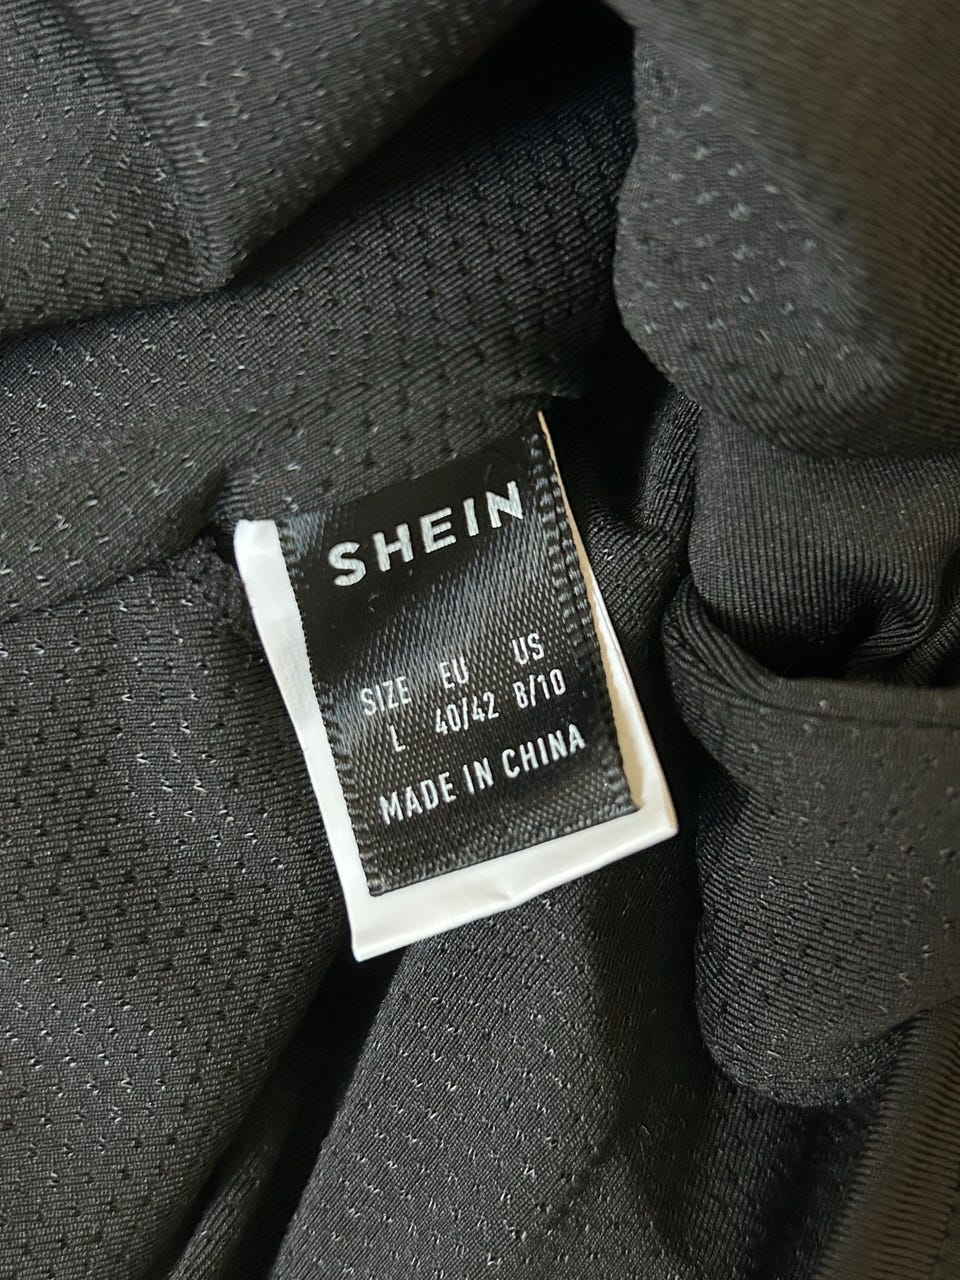 SHEIN
SIZE EU US
L 40/42 8/10
MADE IN CHINA